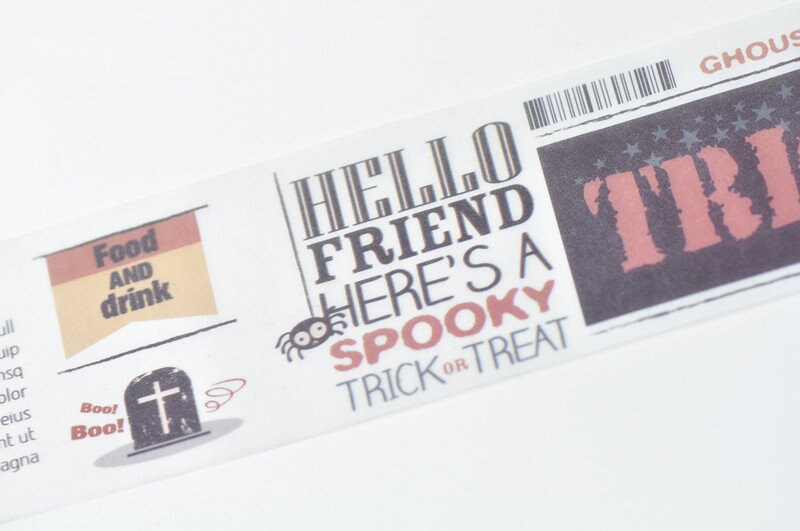 ull
uip
nsq
olor
eius
nt ut
agna
Food
AND
drink
Boo!
Boo!
HELLO
FRIEND
HERE'S A
SPOOKY
TRICK OR TREAT
GHOUS
TRI